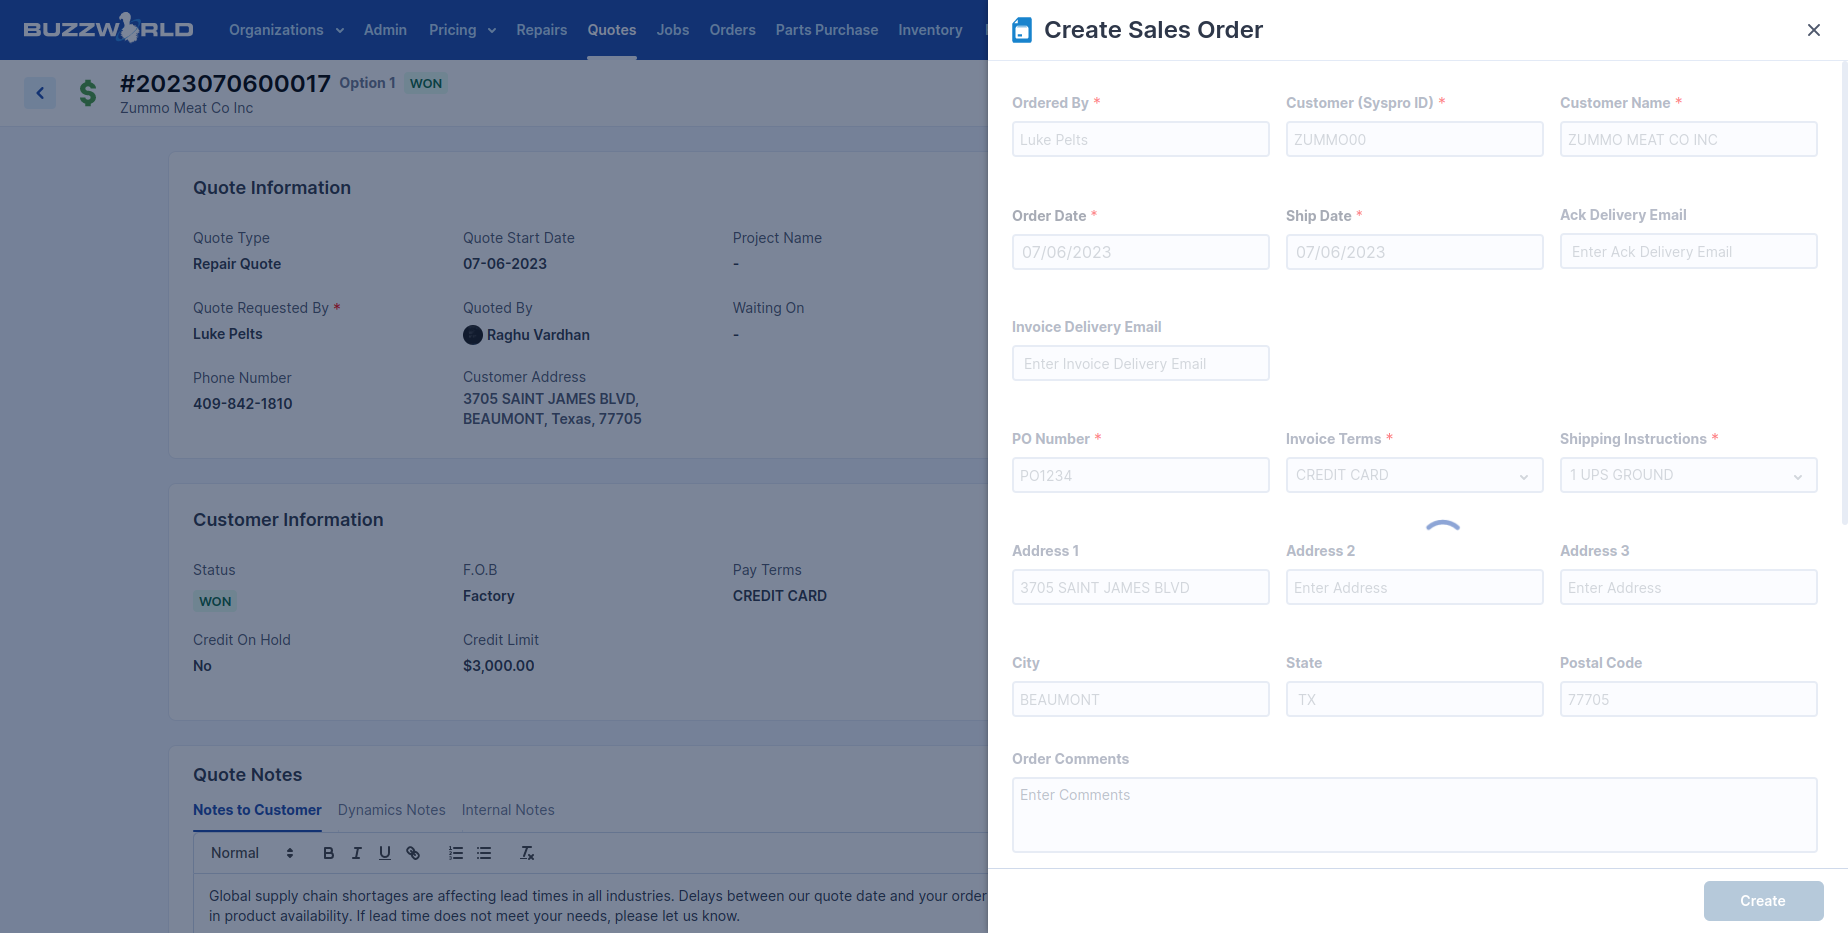 BUZZWORLD
Organizations
Admin
Pricing
Repairs
Quotes
Jobs
Orders
Parts Purchase
Inventory
#2023070600017 Option 1 WON
Zummo Meat Co Inc
Quote Information
Quote Type
Repair Quote
Quote Start Date
07-06-2023
Project Name
-
Quote Requested By *
Luke Pelts
Quoted By
Raghu Vardhan
Waiting On
-
Phone Number
409-842-1810
Customer Address
3705 SAINT JAMES BLVD,
BEAUMONT, Texas, 77705
Customer Information
Status
WON
F.O.B
Factory
Pay Terms
CREDIT CARD
Credit On Hold
No
Credit Limit
$3,000.00
Quote Notes
Notes to Customer
Dynamics Notes
Internal Notes
Normal
Global supply chain shortages are affecting lead times in all industries. Delays between our quote date and your order
in product availability. If lead time does not meet your needs, please let us know.
Create Sales Order
Ordered By *
Luke Pelts
Customer (Syspro ID) *
ZUMMO00
Customer Name *
ZUMMO MEAT CO INC
Order Date *
07/06/2023
Ship Date *
07/06/2023
Ack Delivery Email
Enter Ack Delivery Email
Invoice Delivery Email
Enter Invoice Delivery Email
PO Number *
PO1234
Invoice Terms *
CREDIT CARD
Shipping Instructions *
1 UPS GROUND
Address 1
3705 SAINT JAMES BLVD
Address 2
Enter Address
Address 3
Enter Address
City
BEAUMONT
State
TX
Postal Code
77705
Order Comments
Enter Comments
Create